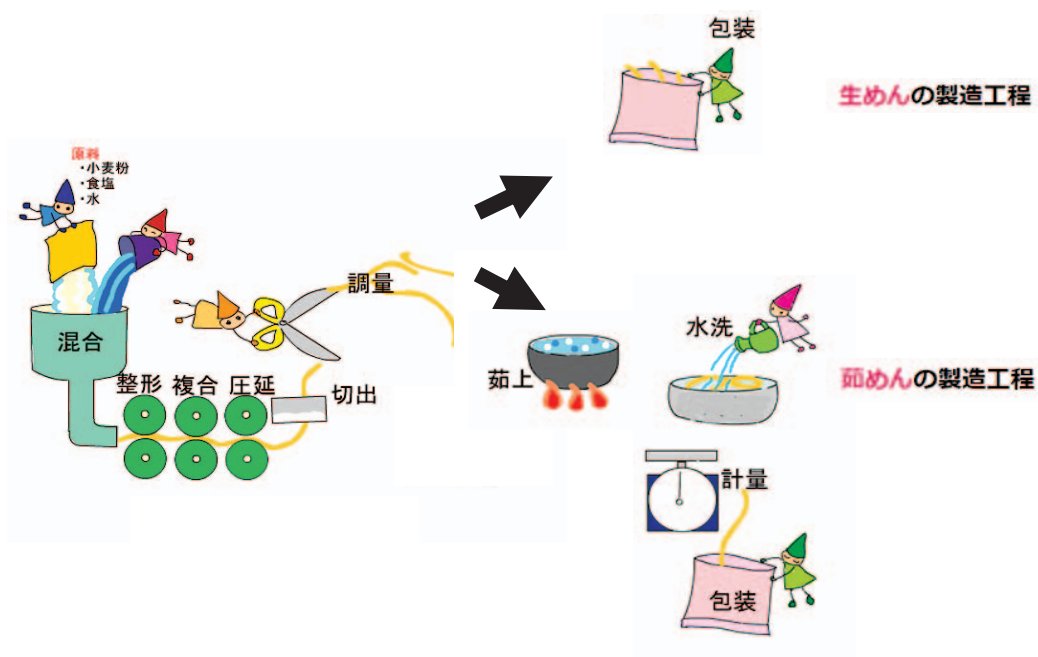 原料
・小麦粉
・食塩
・水
混合
整形
複合
圧延
切出
調量
包装
生めんの製造工程
茹上
水洗
茹めんの製造工程
計量
包装